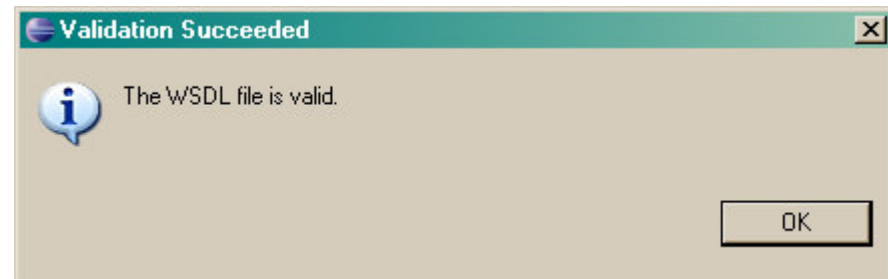 Validation Succeeded
The WSDL file is valid.
OK